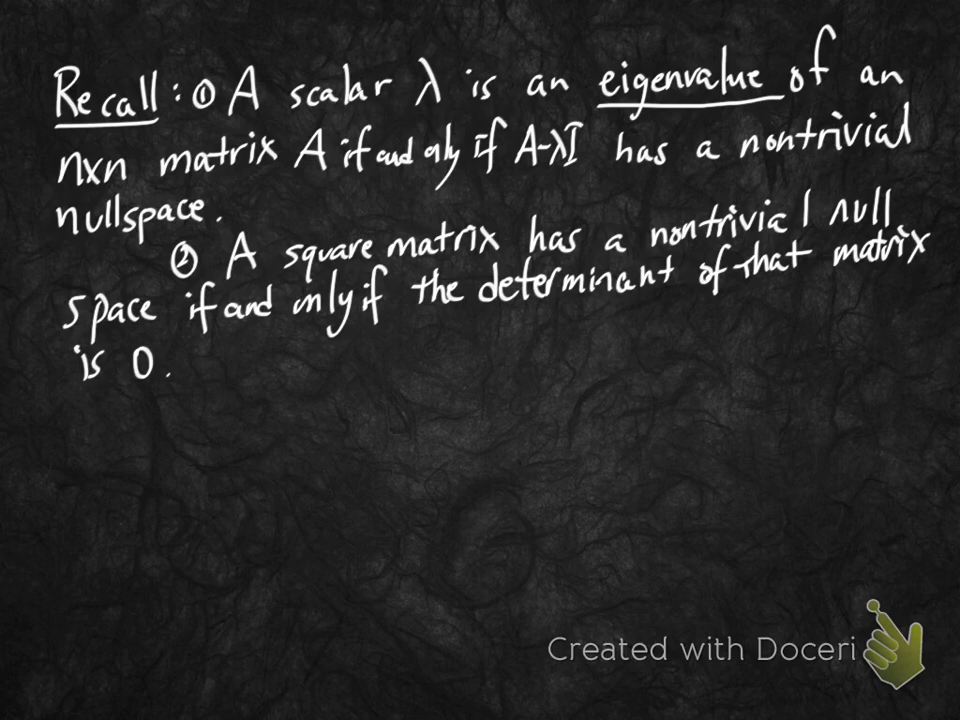 Recall: ① A scalar λ is an eigenvalue of an
nxn matrix A if and only if A-λI has a nontrivial
nullspace.
② A square matrix has a nontrivial null
space if and only if the determinant of that matrix
is 0.
Created with Doceri